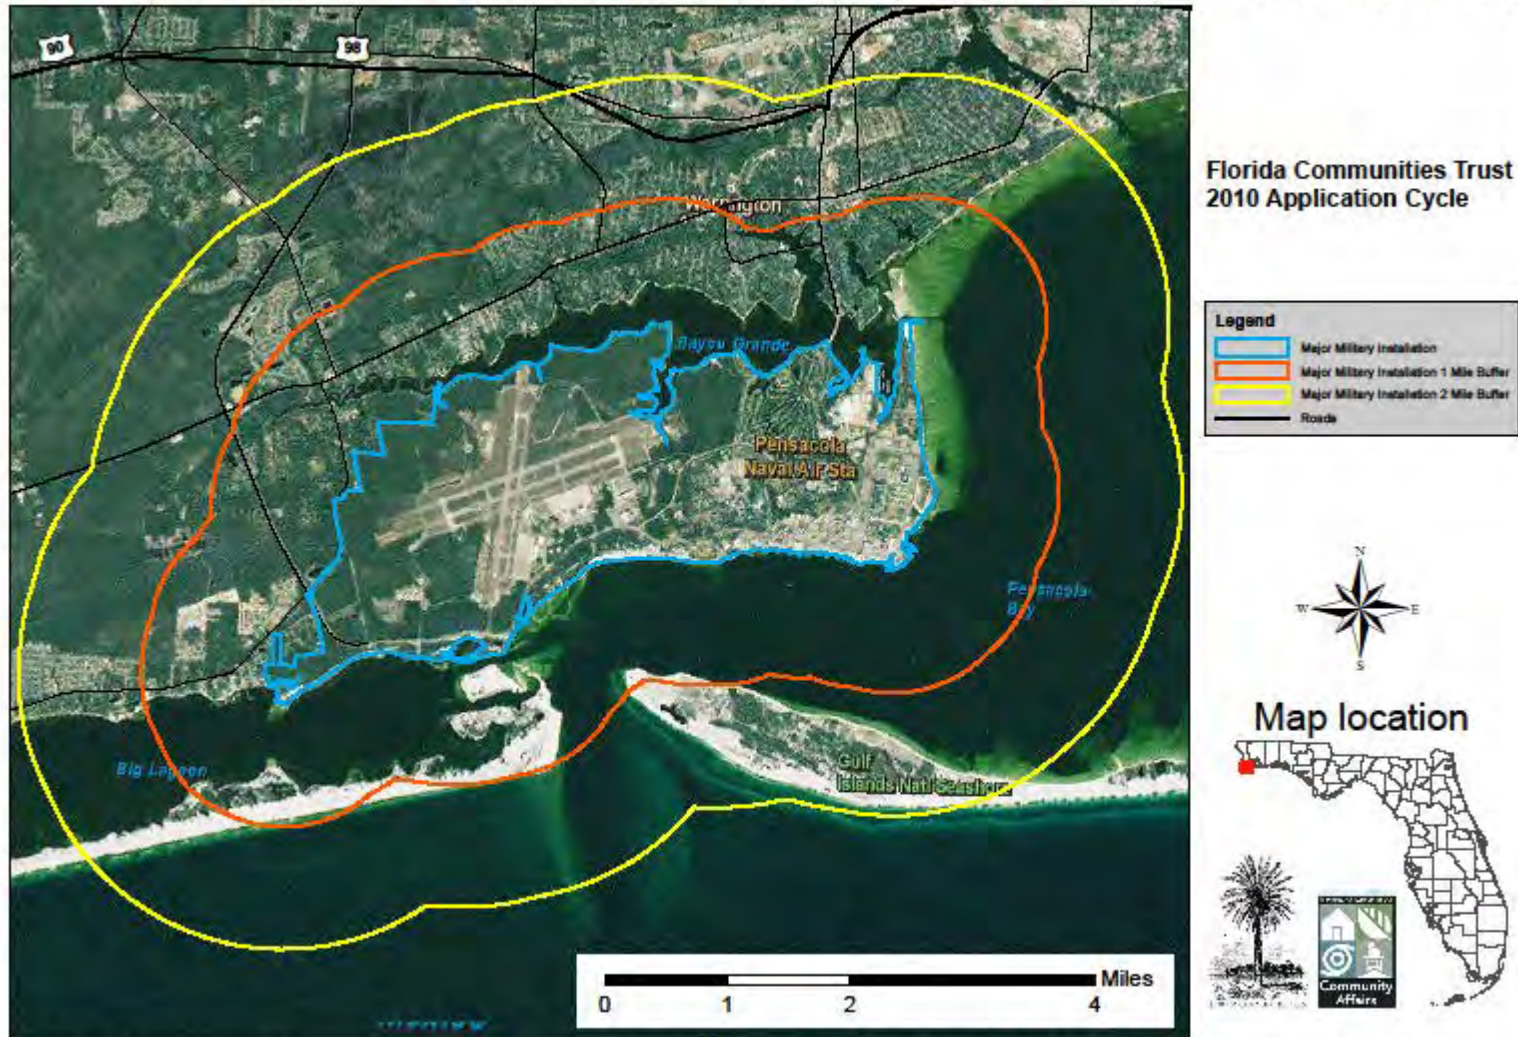 90
98
Warrington
Bayou Grande
Pensacola
Naval Air Sta
Pensacola
Bay
Big Lagoon
Gulf
Islands Natl Seashore
0
1
2
4
Miles
Florida Communities Trust
2010 Application Cycle
Legend
Major Military Installation
Major Military Installation 1 Mile Buffer
Major Military Installation 2 Mile Buffer
Roads
N
W
E
S
Map location
Community
Affairs